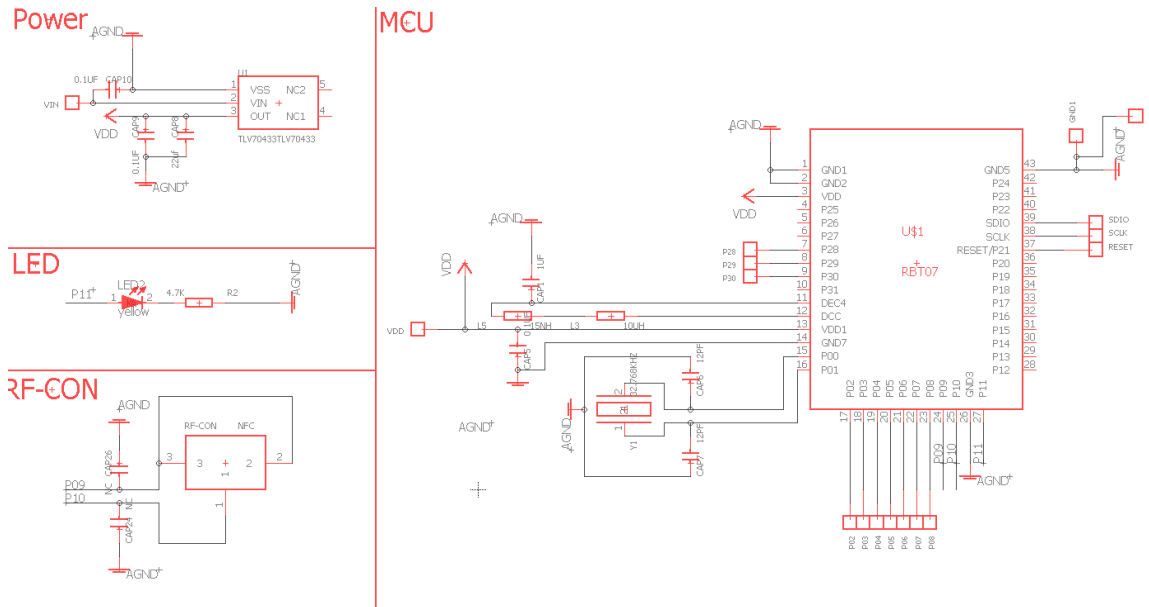 Power
AGND
0.1UF CAP10
U1
VIN
1 VSS NC2 5
2 VIN
3 OUT NC1 4
VDD
CAP9
0.1UF
CAP8
22uf
TLV70433TLV70433
AGND
LED
P11
LED2
1 2
yellow
4.7K R2
AGND
RF-CON
AGND
RF-CON NFC
3 3 2 2
1
1
CAP26
NC
P09
P10
NC
CAP24
AGND
MCU
AGND
GND1
AGND
VDD
1 GND1
2 GND2
3 VDD
4 P25
5 P26
6 P27
7 P28
8 P29
9 P30
10 P31
11 DEC4
12 DCC
13 VDD1
14 GND7
15 P00
16 P01
U$1
RBT07
GND5 43
P24 42
P23 41
P22 40
SDIO 39
SCLK 38
RESET/P21 37
P20 36
P19 35
P18 34
P17 33
P16 32
P15 31
P14 30
P13 29
P12 28
SDIO
SCLK
RESET
P28
P29
P30
AGND
1UF
CAP1
VDD
VDD
L5 15NH L3 10UH
0.1UF
CAP5
12PF
CAP6
32.768KHZ
2
1
Y1
12PF
CAP7
AGND
AGND
P02 P03 P04 P05 P06 P07 P08 P09 P10 GND3 P11
17 18 19 20 21 22 23 24 25 26 27
P09 P10 P11
AGND
P02 P03 P04 P05 P06 P07 P08